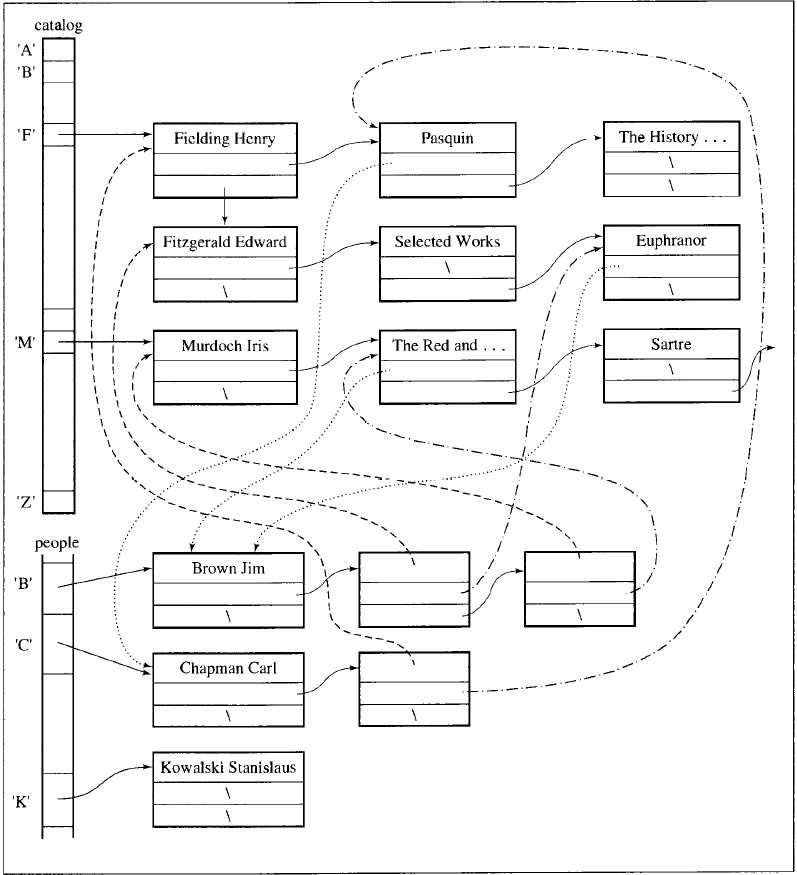 catalog
'A'
'B'
'F'
Fielding Henry
Pasquin
The History . . .
\
\
Fitzgerald Edward
Selected Works
Euphranor
\
\
'M'
Murdoch Iris
The Red and . . .
Sartre
\
\
'Z'
people
'B'
Brown Jim
\
\
'C'
Chapman Carl
\
\
'K'
Kowalski Stanislaus
\
\